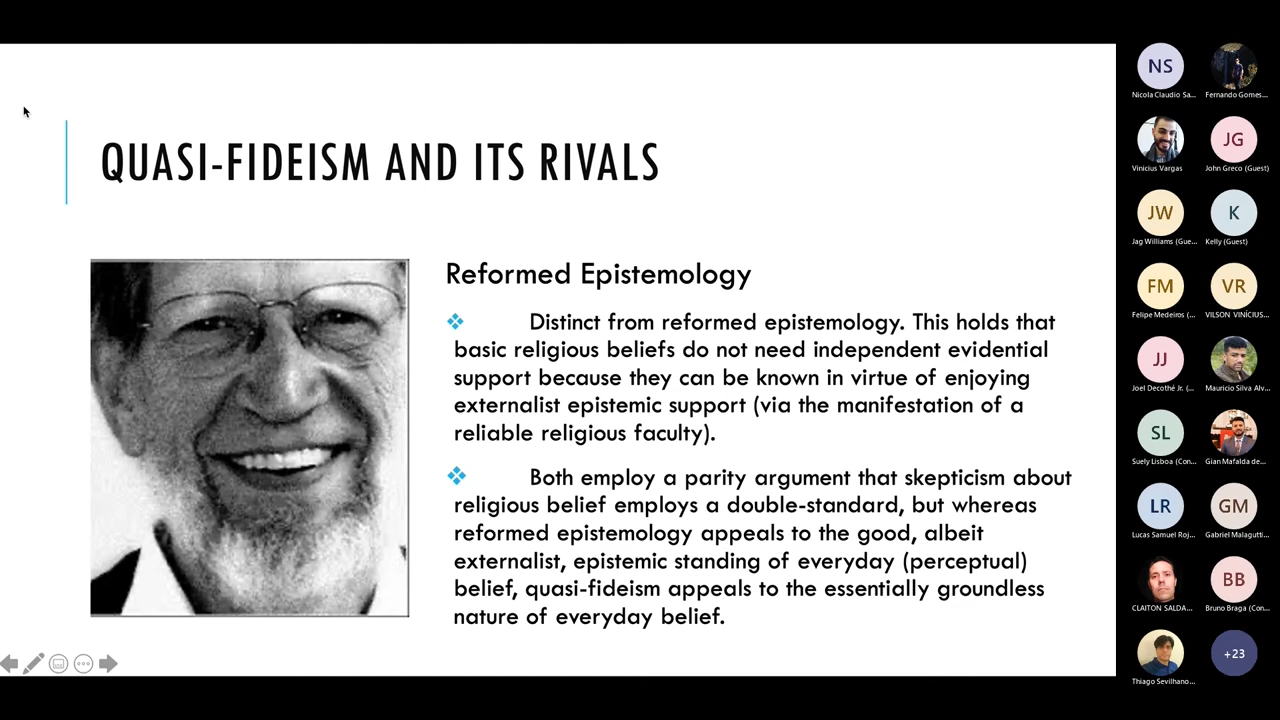 QUASI-FIDEISM AND ITS RIVALS
Reformed Epistemology
Distinct from reformed epistemology. This holds that
basic religious beliefs do not need independent evidential
support because they can be known in virtue of enjoying
externalist epistemic support (via the manifestation of a
reliable religious faculty).
Both employ a parity argument that skepticism about
religious belief employs a double-standard, but whereas
reformed epistemology appeals to the good, albeit
externalist, epistemic standing of everyday (perceptual)
belief, quasi-fideism appeals to the essentially groundless
nature of everyday belief.
NS
Nicola Claudio Sa...
Fernando Gomes...
Vinicius Vargas
JG
John Greco (Guest)
JW
Jag Williams (Gue...
K
Kelly (Guest)
FM
Felipe Medeiros (...
VR
VILSON VINÍCIUS...
JJ
Joel Decothé Jr. (...
Mauricio Silva Alv...
SL
Suely Lisboa (Con...
Gian Mafalda de...
LR
Lucas Samuel Roj...
GM
Gabriel Malagutti...
CLAITON SALDA...
BB
Bruno Braga (Con...
Thiago Sevilhano...
+23